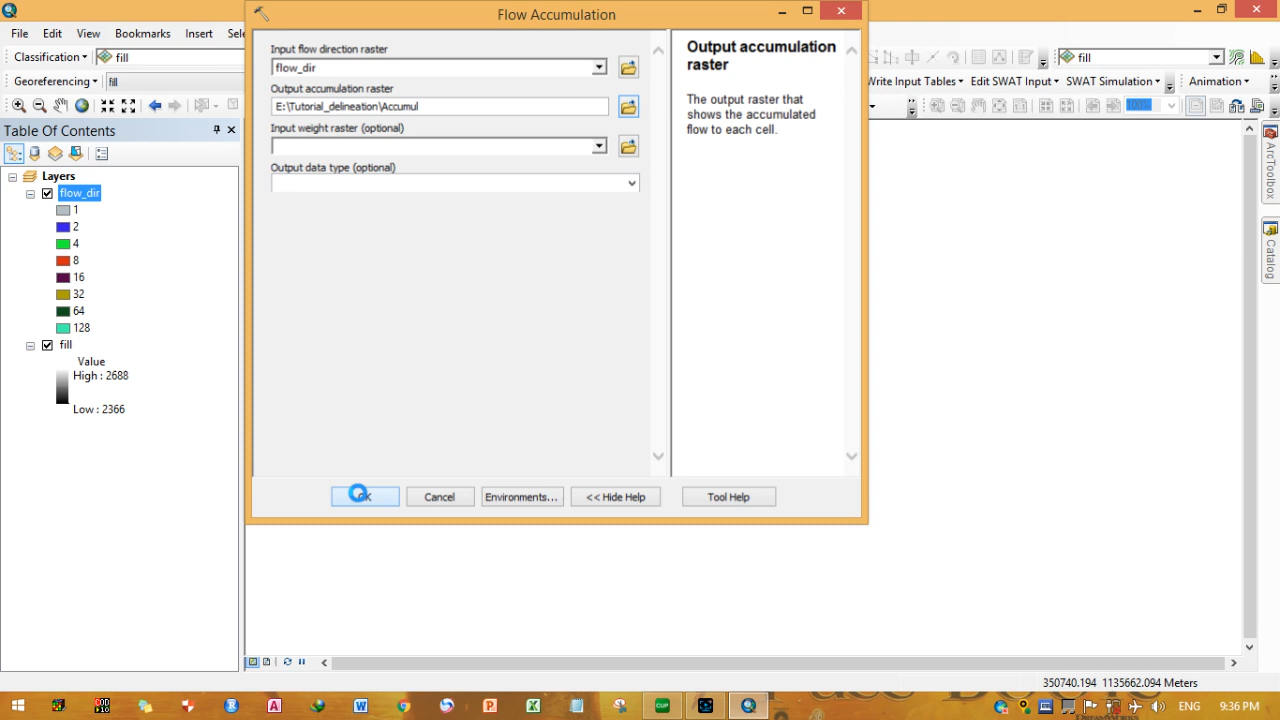 Flow Accumulation
File Edit View Bookmarks Insert
Classification fill
fill
Georeferencing fill
Write Input Tables Edit SWAT Input SWAT Simulation Animation
100%
Table Of Contents
Layers
flow_dir
1
2
4
8
16
32
64
128
fill
Value
High : 2688
Low : 2366
Input flow direction raster
flow_dir
Output accumulation raster
E:\Tutorial_delineation\Accumul
Input weight raster (optional)
Output data type (optional)
OK Cancel Environments... << Hide Help Tool Help
Output accumulation
raster
The output raster that
shows the accumulated
flow to each cell.
ArcToolbox
Catalog
350740.194 1135662.094 Meters
ENG 9:36 PM